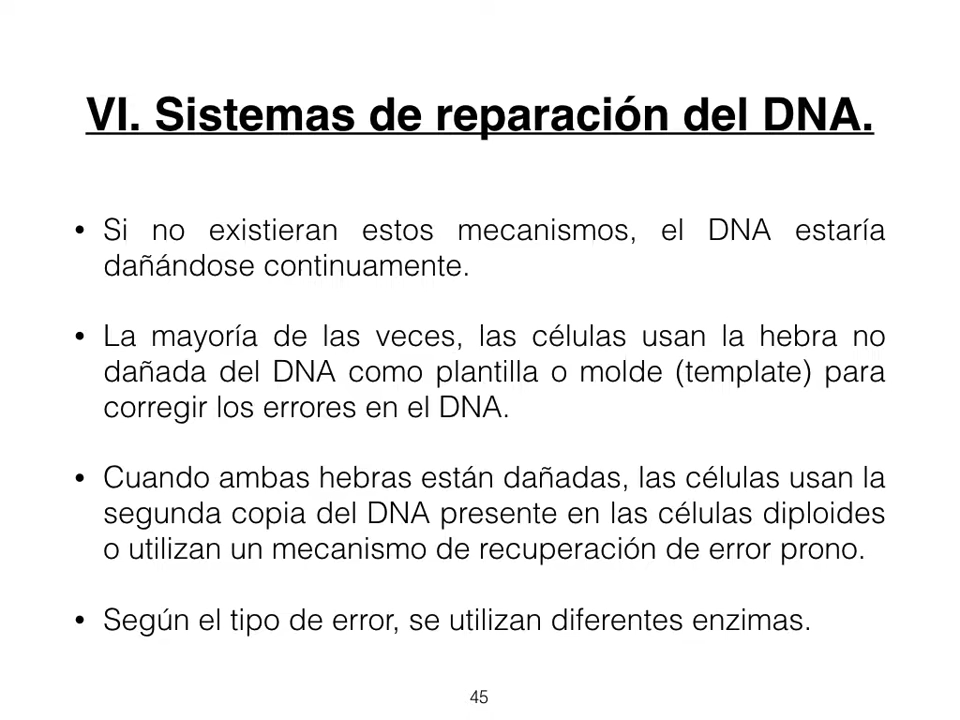 VI. Sistemas de reparación del DNA.
• Si no existieran estos mecanismos, el DNA estaría
dañándose continuamente.
• La mayoría de las veces, las células usan la hebra no
dañada del DNA como plantilla o molde (template) para
corregir los errores en el DNA.
• Cuando ambas hebras están dañadas, las células usan la
segunda copia del DNA presente en las células diploides
o utilizan un mecanismo de recuperación de error prono.
• Según el tipo de error, se utilizan diferentes enzimas.
45